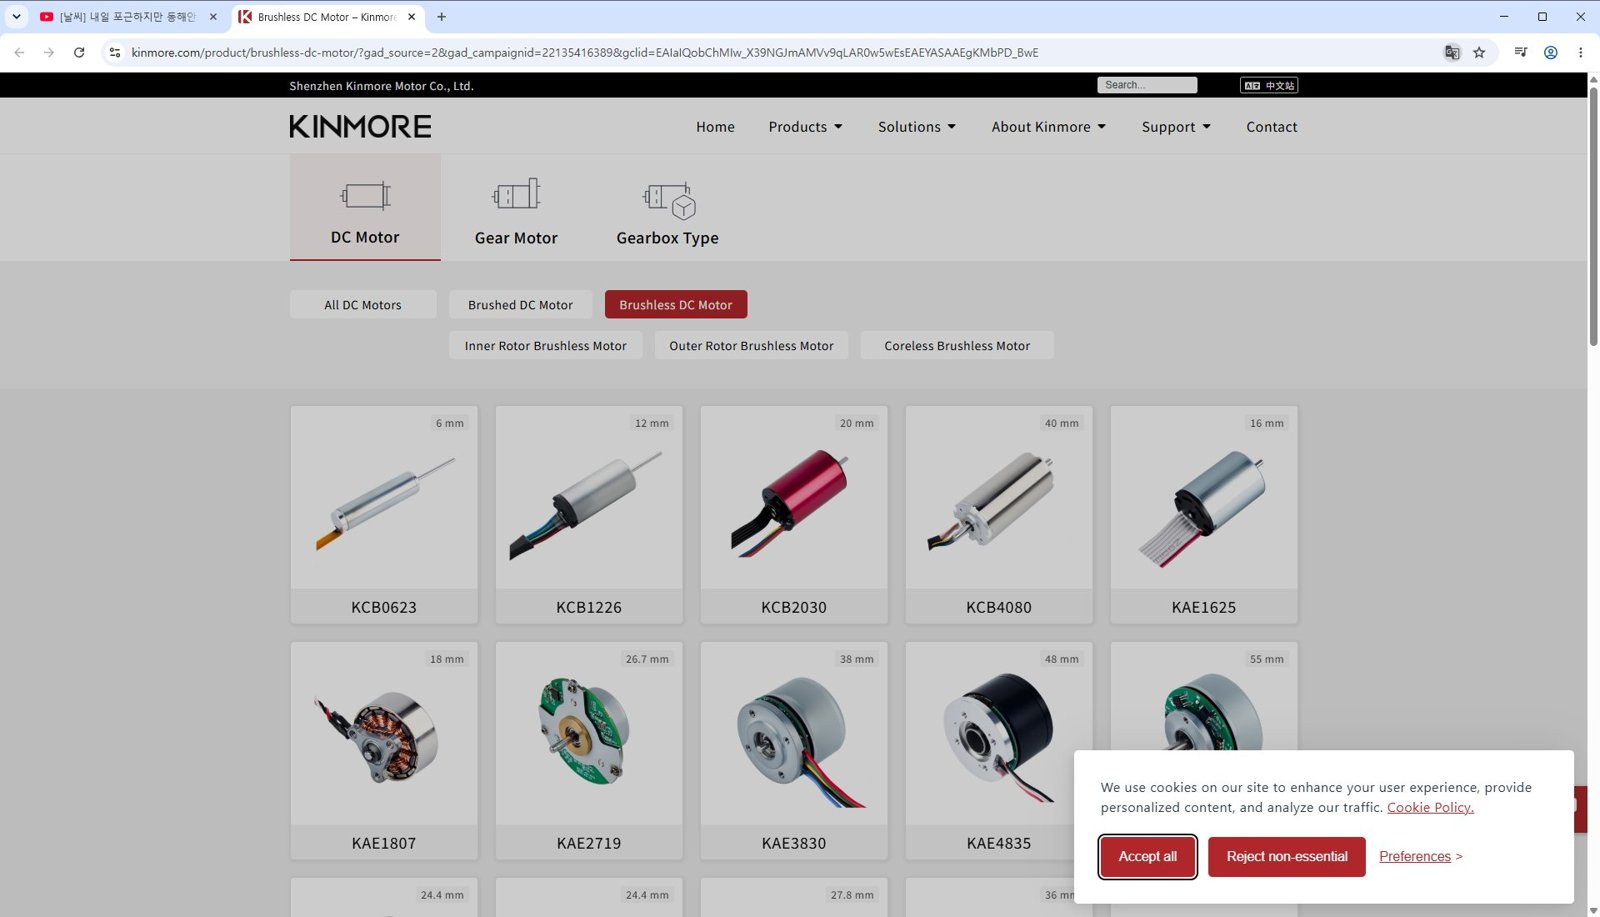 [날씨] 내일 포근하지만 동해안
Brushless DC Motor – Kinmore
kinmore.com/product/brushless-dc-motor/?gad_source=2&gad_campaignid=22135416389&gclid=EAIaIQobChMIw_X39NGJmAMVv9qLAR0w5wEsEAEYASAAEgKMbPD_BwE
Shenzhen Kinmore Motor Co., Ltd.
Search...
中文站
KINMORE
Home
Products
Solutions
About Kinmore
Support
Contact
DC Motor
Gear Motor
Gearbox Type
All DC Motors
Brushed DC Motor
Brushless DC Motor
Inner Rotor Brushless Motor
Outer Rotor Brushless Motor
Coreless Brushless Motor
6 mm
12 mm
20 mm
40 mm
16 mm
KCB0623
KCB1226
KCB2030
KCB4080
KAE1625
18 mm
26.7 mm
38 mm
48 mm
55 mm
KAE1807
KAE2719
KAE3830
KAE4835
24.4 mm
24.4 mm
27.8 mm
36 mm
We use cookies on our site to enhance your user experience, provide
personalized content, and analyze our traffic. Cookie Policy.
Accept all
Reject non-essential
Preferences >